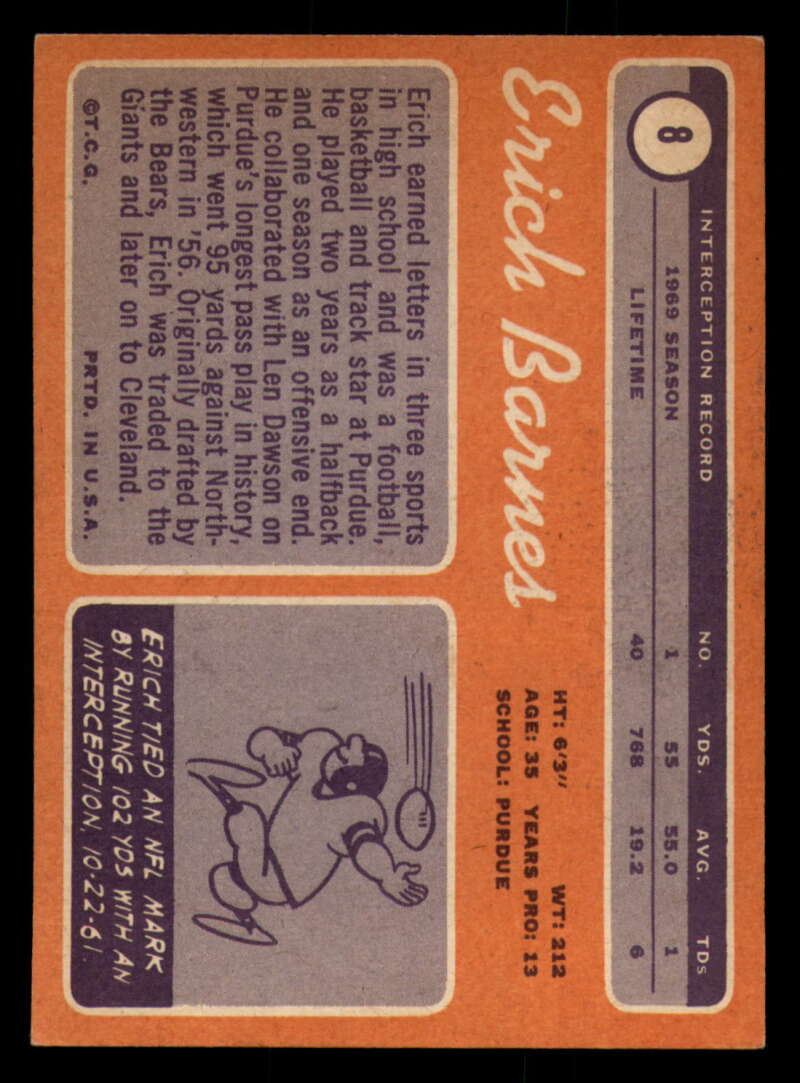 8
INTERCEPTION RECORD NO. YDS. AVG. TDs
1969 SEASON 1 55 55.0 1
LIFETIME 40 768 19.2 6
Erich Barnes
HT: 6'3" WT: 212
AGE: 35 YEARS PRO: 13
SCHOOL: PURDUE
Erich earned letters in three sports
in high school and was a football,
basketball and track star at Purdue.
He played two years as a halfback
and one season as an offensive end.
He collaborated with Len Dawson on
Purdue's longest pass play in history,
which went 95 yards against North-
western in '56. Originally drafted by
the Bears, Erich was traded to the
Giants and later on to Cleveland.
©T.C.G. PRTD. IN U.S.A.
ERICH TIED AN NFL MARK
BY RUNNING 102 YDS WITH AN
INTERCEPTION, 10-22-61.